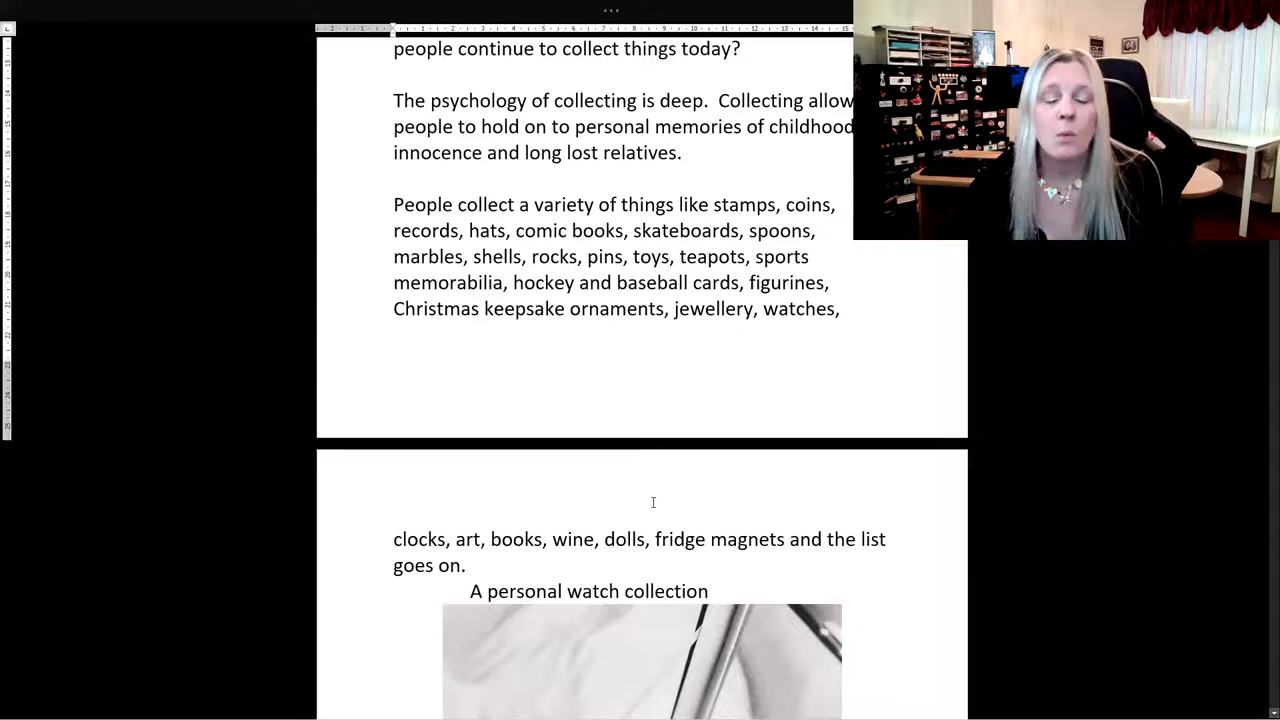 people continue to collect things today?
The psychology of collecting is deep.  Collecting allow
people to hold on to personal memories of childhood
innocence and long lost relatives.
People collect a variety of things like stamps, coins,
records, hats, comic books, skateboards, spoons,
marbles, shells, rocks, pins, toys, teapots, sports
memorabilia, hockey and baseball cards, figurines,
Christmas keepsake ornaments, jewellery, watches,
clocks, art, books, wine, dolls, fridge magnets and the list
goes on.
A personal watch collection